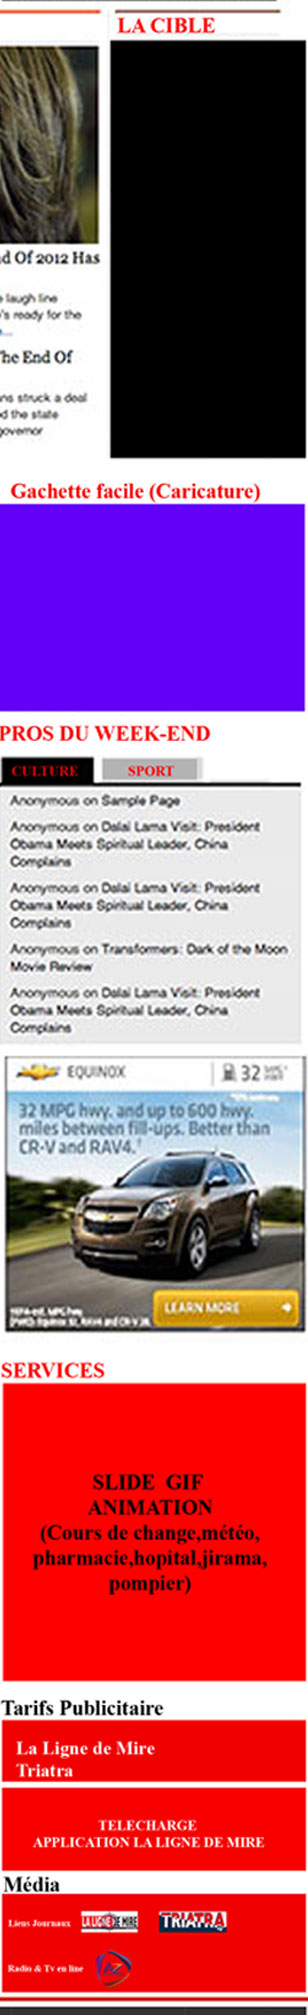 LA CIBLE
d Of 2012 Has
laugh line
's ready for the
he End Of
ns struck a deal
d the state
governor
Gachette facile (Caricature)
PROS DU WEEK-END
CULTURE SPORT
Anonymous on Sample Page
Anonymous on Dalai Lama Visit: President
Obama Meets Spiritual Leader, China
Complains
Anonymous on Dalai Lama Visit: President
Obama Meets Spiritual Leader, China
Complains
Anonymous on Transformers: Dark of the Moon
Movie Review
Anonymous on Dalai Lama Visit: President
Obama Meets Spiritual Leader, China
Complains
EQUINOX 32
32 MPG hwy. and up to 600 hwy.
miles between fill-ups. Better than
CR-V and RAV4.†
LEARN MORE
SERVICES
SLIDE GIF
ANIMATION
(Cours de change,météo,
pharmacie,hopital,jirama,
pompier)
Tarifs Publicitaire
La Ligne de Mire
Triatra
TELECHARGE
APPLICATION LA LIGNE DE MIRE
Média
Liens Journaux LA LIGNE DE MIRE TRIATRA
Radio & Tv en line AZ